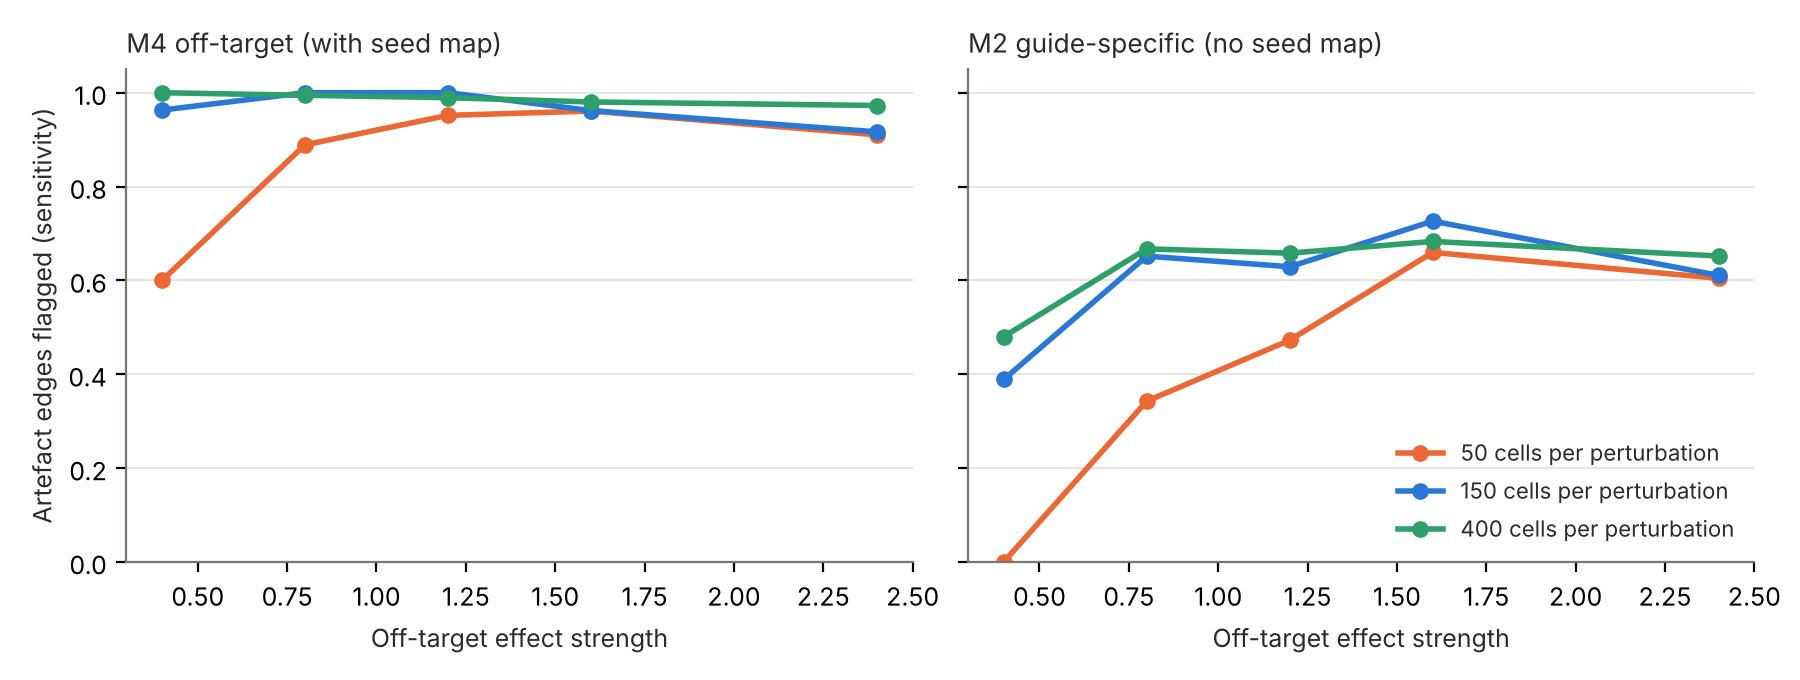 M4 off-target (with seed map)
M2 guide-specific (no seed map)
Artefact edges flagged (sensitivity)
1.0
0.8
0.6
0.4
0.2
0.0
0.50 0.75 1.00 1.25 1.50 1.75 2.00 2.25 2.50
Off-target effect strength
50 cells per perturbation
150 cells per perturbation
400 cells per perturbation
0.50 0.75 1.00 1.25 1.50 1.75 2.00 2.25 2.50
Off-target effect strength